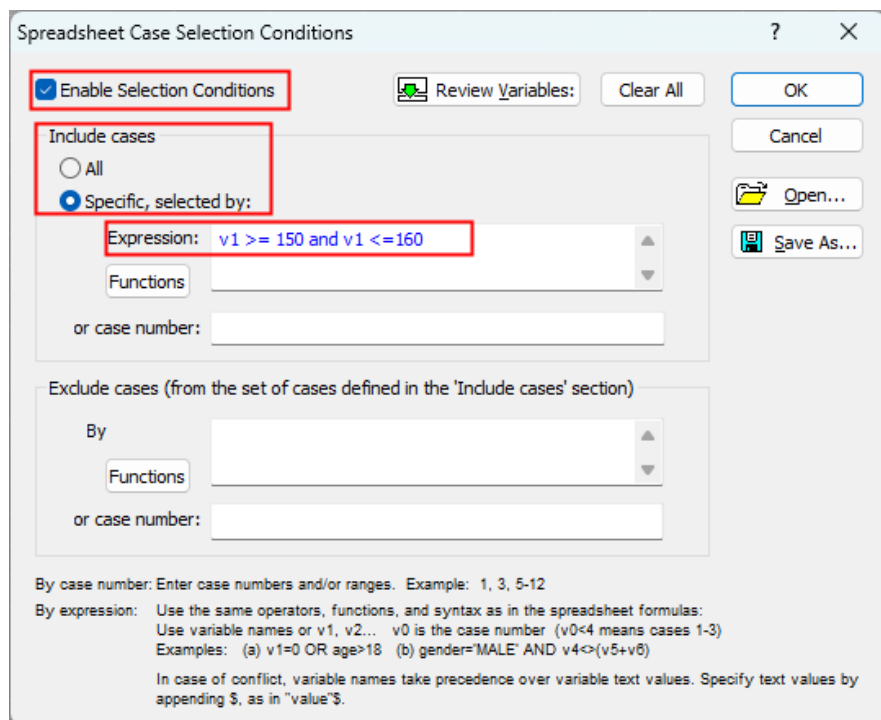 Spreadsheet Case Selection Conditions
?
Enable Selection Conditions
Review Variables:
Clear All
OK
Include cases
Cancel
All
Specific, selected by:
Open...
Expression: v1 >= 150 and v1 <=160
Save As...
Functions
or case number:
Exclude cases (from the set of cases defined in the 'Include cases' section)
By
Functions
or case number:
By case number: Enter case numbers and/or ranges. Example: 1, 3, 5-12
By expression: Use the same operators, functions, and syntax as in the spreadsheet formulas:
Use variable names or v1, v2... v0 is the case number (v0<4 means cases 1-3)
Examples: (a) v1=0 OR age>18 (b) gender="MALE" AND v4<>(v5+v6)
In case of conflict, variable names take precedence over variable text values. Specify text values by
appending $, as in "value"$.